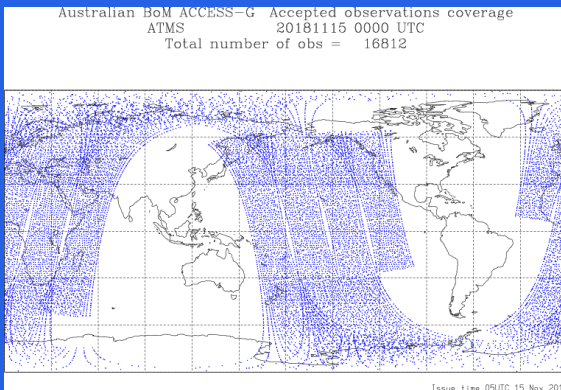 Australian BoM ACCESS-G Accepted observations coverage
ATMS 20181115 0000 UTC
Total number of obs = 16812
Issue time 05UTC 15 Nov 201